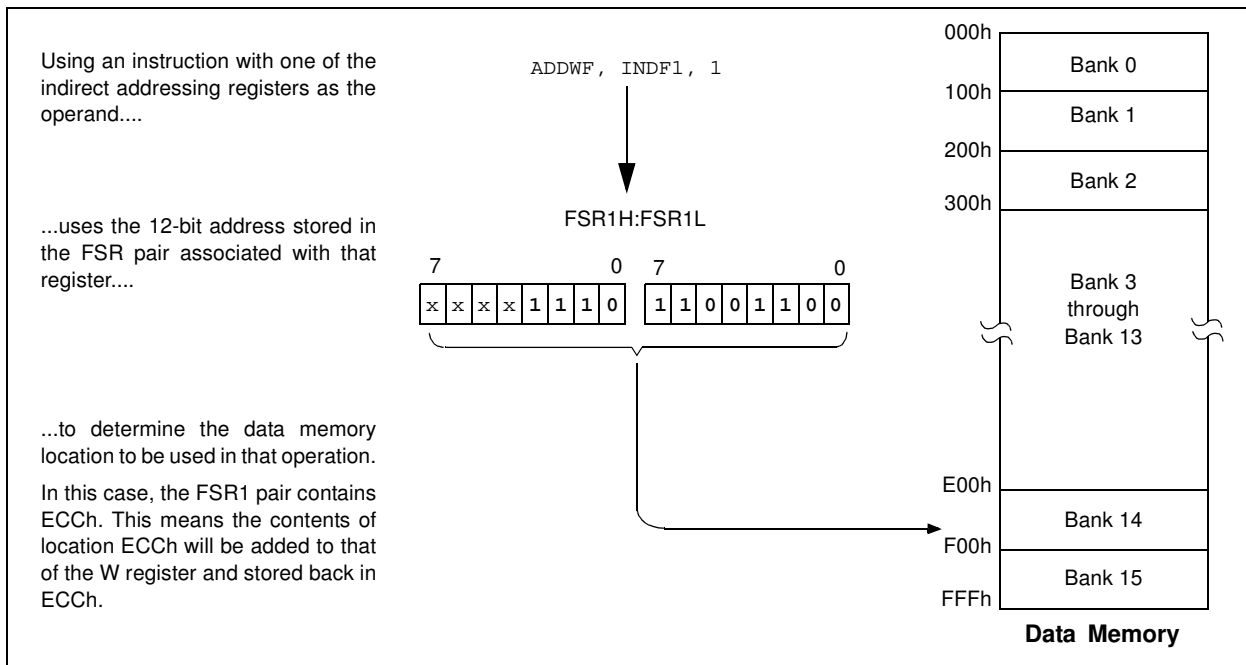 Using an instruction with one of the
indirect addressing registers as the
operand....
ADDWF, INDF1, 1
...uses the 12-bit address stored in
the FSR pair associated with that
register....
FSR1H:FSR1L
7 0 7 0
x x x x 1 1 1 0 1 1 0 0 1 1 0 0
...to determine the data memory
location to be used in that operation.
In this case, the FSR1 pair contains
ECCh. This means the contents of
location ECCh will be added to that
of the W register and stored back in
ECCh.
000h
Bank 0
100h
Bank 1
200h
Bank 2
300h
Bank 3
through
Bank 13
E00h
Bank 14
F00h
Bank 15
FFFh
Data Memory